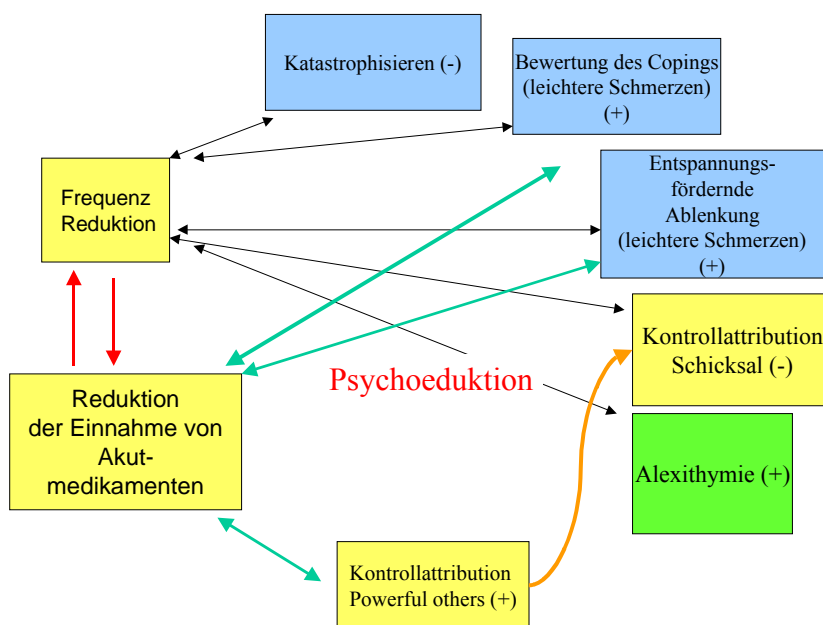 Katastrophisieren (-)
Bewertung des Copings
(leichtere Schmerzen)
(+)
Frequenz
Reduktion
Entspannungs-
fördernde
Ablenkung
(leichtere Schmerzen)
(+)
Kontrollattribution
Schicksal (-)
Psychoeduktion
Reduktion
der Einnahme von
Akut-
medikamenten
Alexithymie (+)
Kontrollattribution
Powerful others (+)